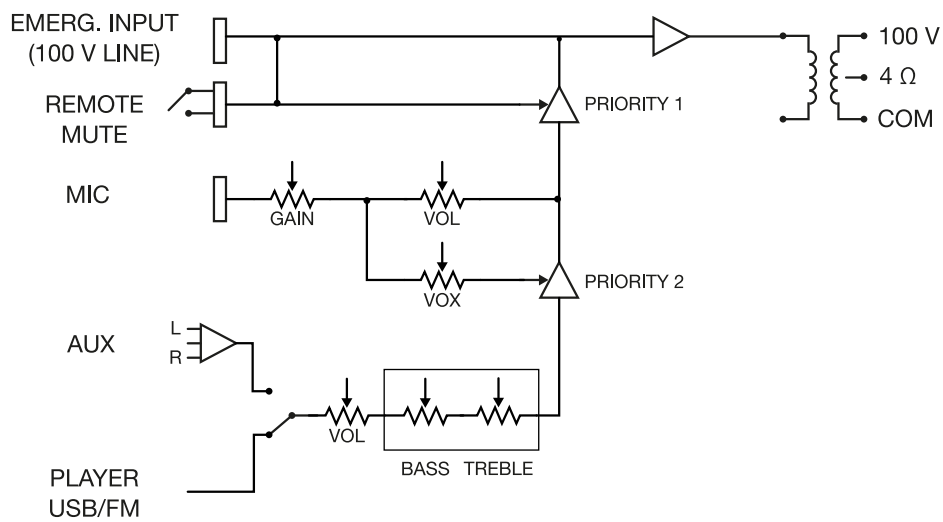 EMERG. INPUT
(100 V LINE)
100 V
4 Ω
COM
REMOTE
MUTE
PRIORITY 1
MIC
GAIN
VOL
VOX
PRIORITY 2
AUX
L
R
VOL
BASS
TREBLE
PLAYER
USB/FM